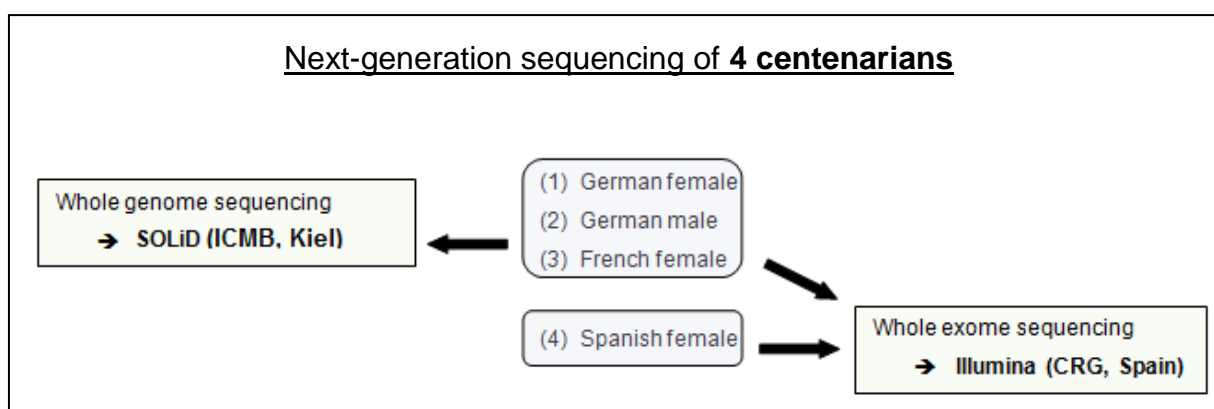 Next-generation sequencing of 4 centenarians
(1) German female
(2) German male
(3) French female
Whole genome sequencing
➔ SOLiD (ICMB, Kiel)
(4) Spanish female
Whole exome sequencing
➔ Illumina (CRG, Spain)